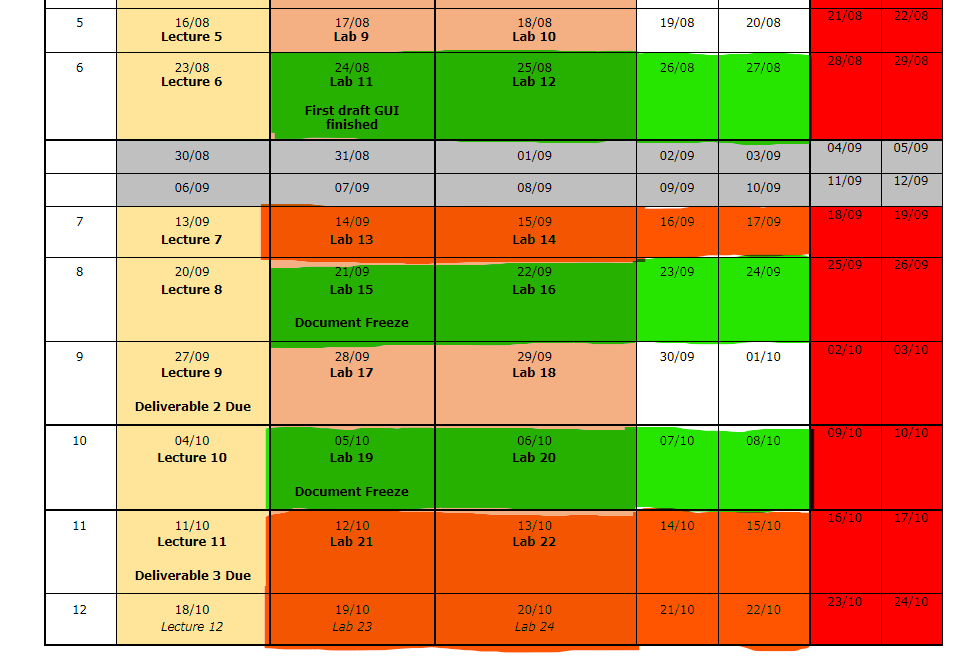 5 16/08 17/08 18/08 19/08 20/08 21/08 22/08
Lecture 5 Lab 9 Lab 10
6 23/08 24/08 25/08 26/08 27/08 28/08 29/08
Lecture 6 Lab 11 Lab 12
First draft GUI
finished
30/08 31/08 01/09 02/09 03/09 04/09 05/09
06/09 07/09 08/09 09/09 10/09 11/09 12/09
7 13/09 14/09 15/09 16/09 17/09 18/09 19/09
Lecture 7 Lab 13 Lab 14
8 20/09 21/09 22/09 23/09 24/09 25/09 26/09
Lecture 8 Lab 15 Lab 16
Document Freeze
9 27/09 28/09 29/09 30/09 01/10 02/10 03/10
Lecture 9 Lab 17 Lab 18
Deliverable 2 Due
10 04/10 05/10 06/10 07/10 08/10 09/10 10/10
Lecture 10 Lab 19 Lab 20
Document Freeze
11 11/10 12/10 13/10 14/10 15/10 16/10 17/10
Lecture 11 Lab 21 Lab 22
Deliverable 3 Due
12 18/10 19/10 20/10 21/10 22/10 23/10 24/10
Lecture 12 Lab 23 Lab 24